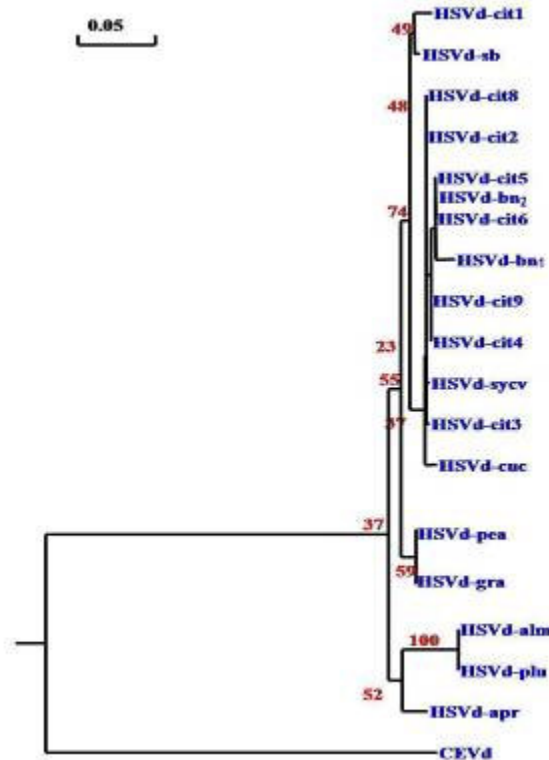 0.05
49
HSVd-cit1
HSVd-sb
48
HSVd-cit8
HSVd-cit2
HSVd-cit5
HSVd-bn₂
74
HSVd-cit6
HSVd-bn₁
HSVd-cit9
23
HSVd-cit4
55
HSVd-sycv
37
HSVd-cit3
HSVd-cuc
37
HSVd-pea
59
HSVd-gra
HSVd-alm
100
HSVd-plu
52
HSVd-apr
CEVd